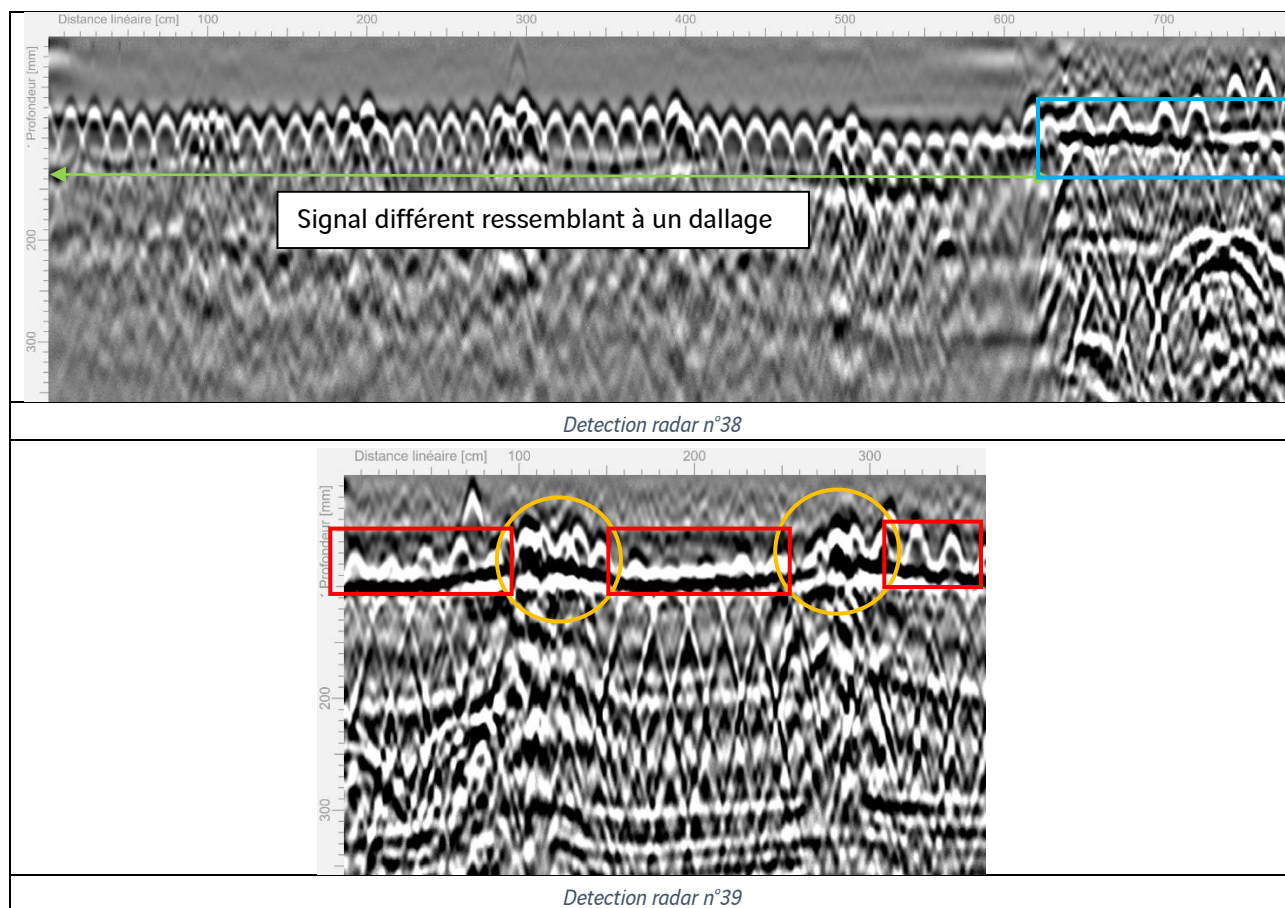 Distance linéaire [cm] 100 200 300 400 500 600 700
Profondeur [mm]
200
300
Signal différent ressemblant à un dallage
Detection radar n°38
Distance linéaire [cm] 100 200 300
Profondeur [mm]
200
300
Detection radar n°39